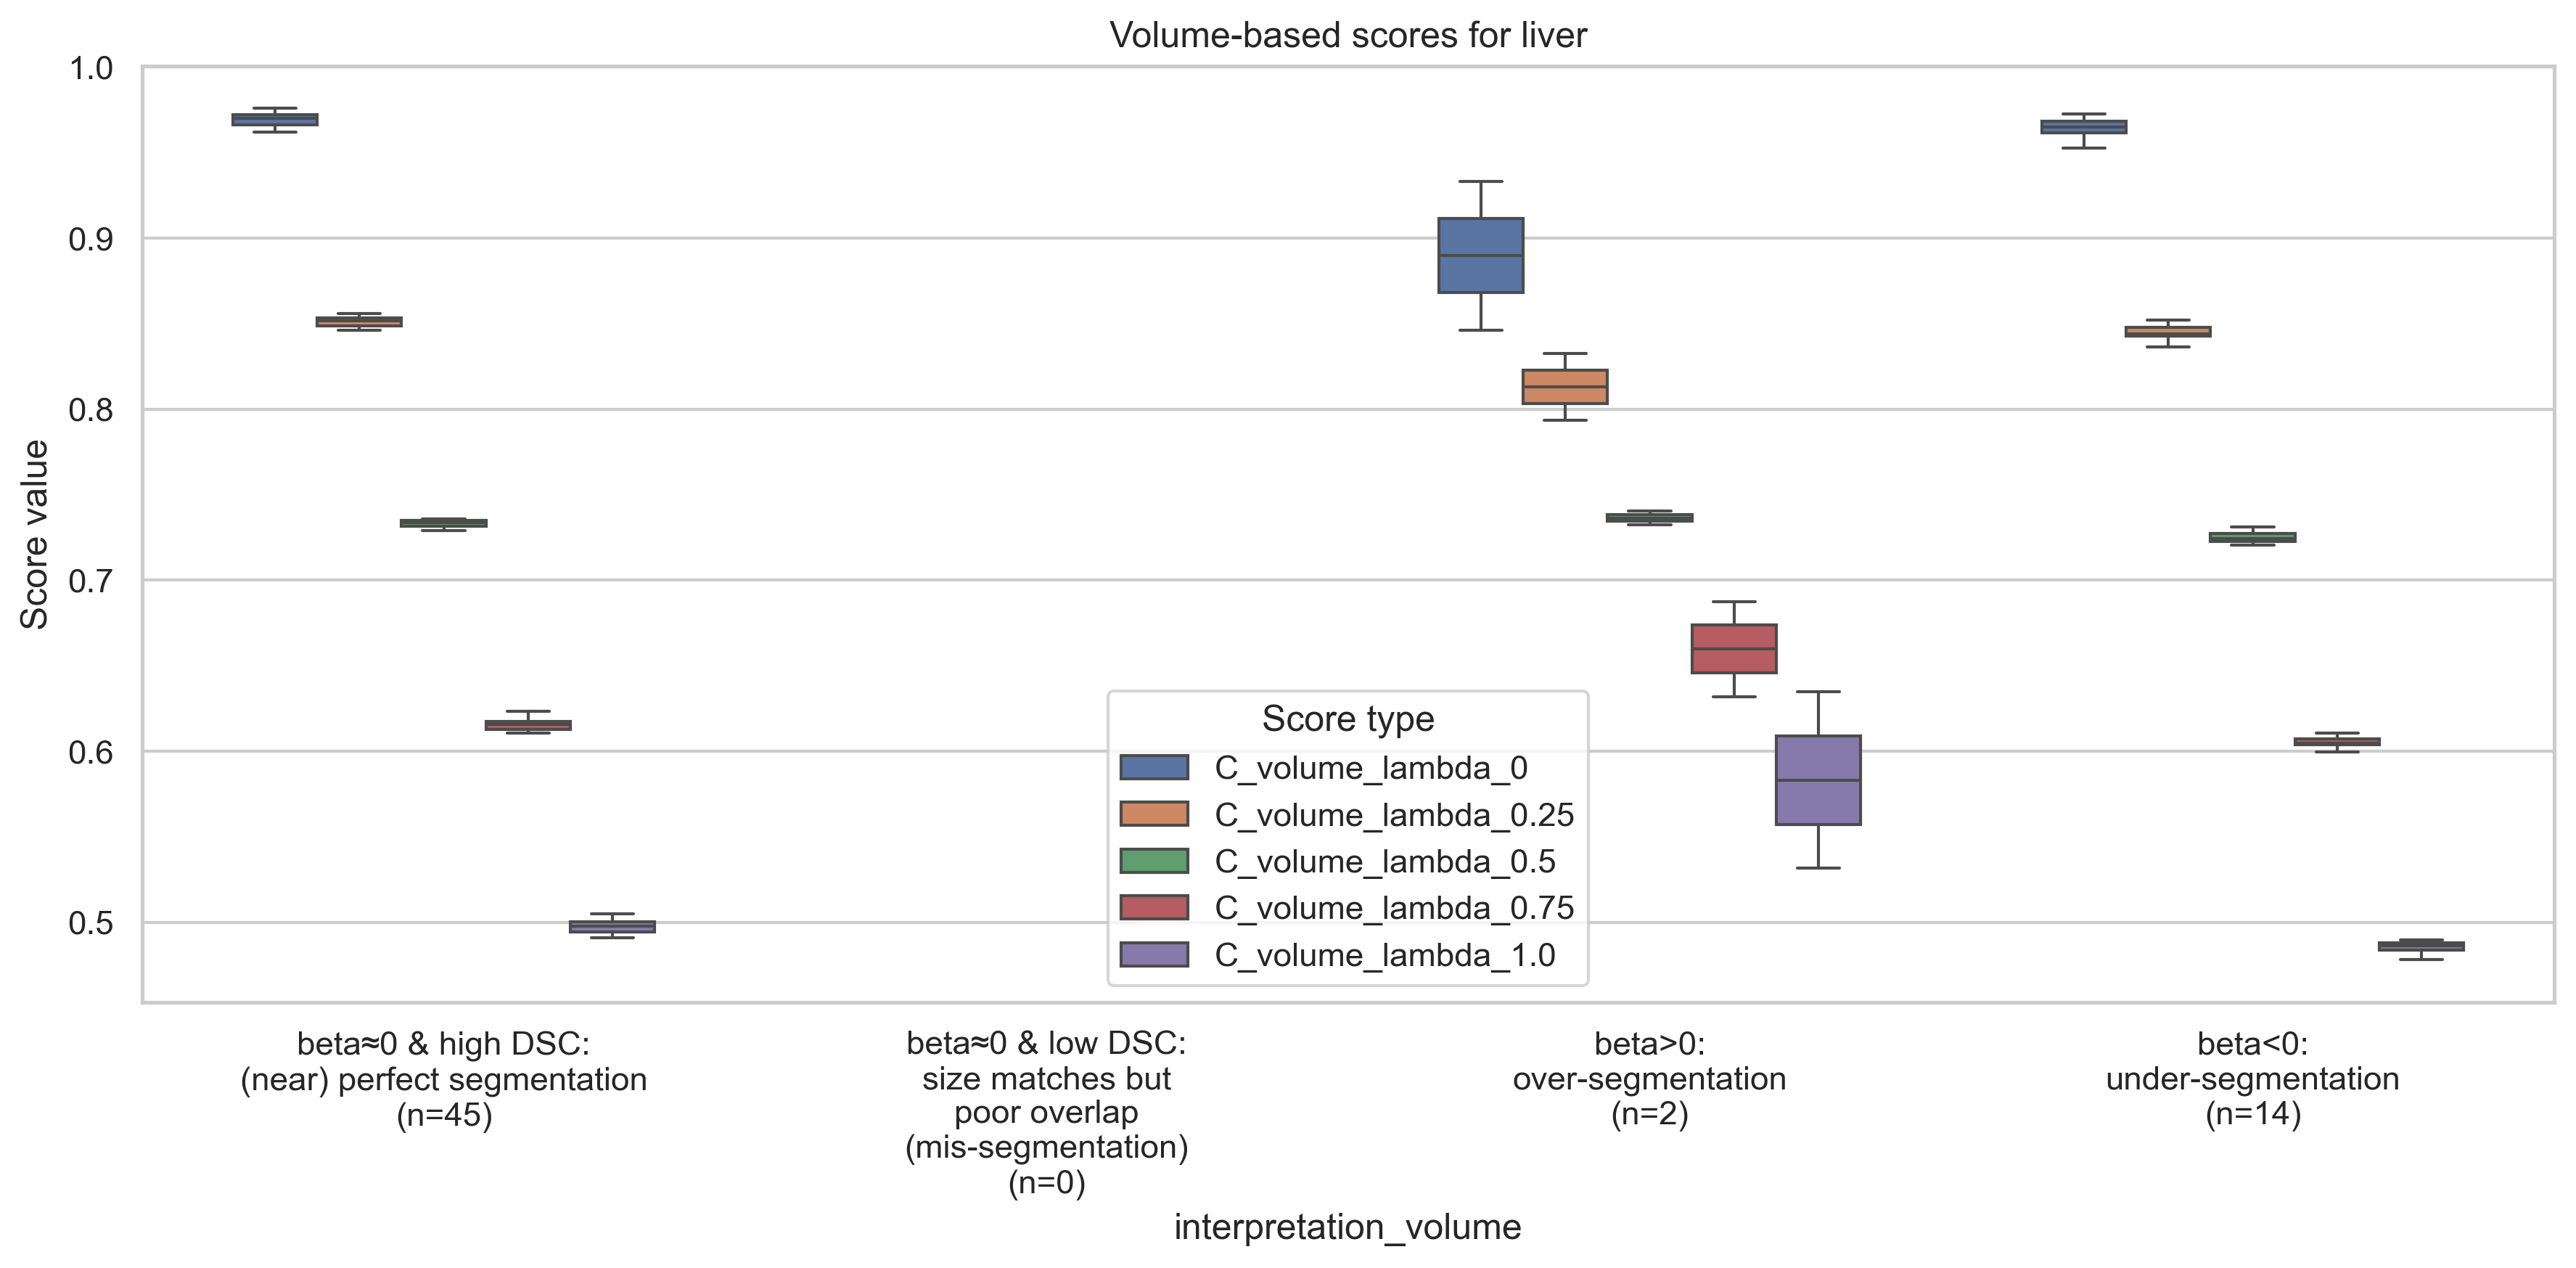 Volume-based scores for liver
1.0
0.9
0.8
0.7
0.6
0.5
Score value
Score type
C_volume_lambda_0
C_volume_lambda_0.25
C_volume_lambda_0.5
C_volume_lambda_0.75
C_volume_lambda_1.0
beta≈0 & high DSC:
(near) perfect segmentation
(n=45)
beta≈0 & low DSC:
size matches but
poor overlap
(mis-segmentation)
(n=0)
beta>0:
over-segmentation
(n=2)
beta<0:
under-segmentation
(n=14)
interpretation_volume